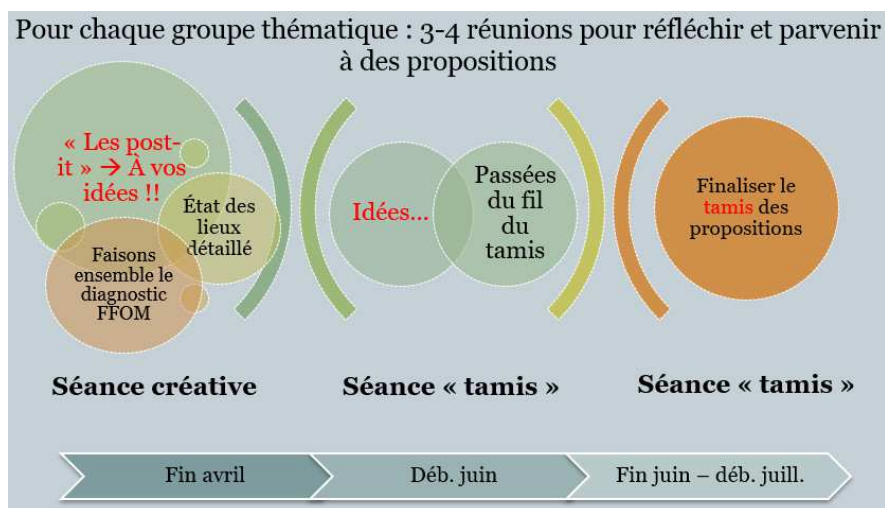 Pour chaque groupe thématique : 3-4 réunions pour réfléchir et parvenir
à des propositions
« Les post-
it » → À vos
idées !!
État des
lieux
détaillé
Faisons
ensemble le
diagnostic
FFOM
Idées...
Passées
du fil
du
tamis
Finaliser le
tamis des
propositions
Séance créative
Séance « tamis »
Séance « tamis »
Fin avril
Déb. juin
Fin juin – déb. juill.